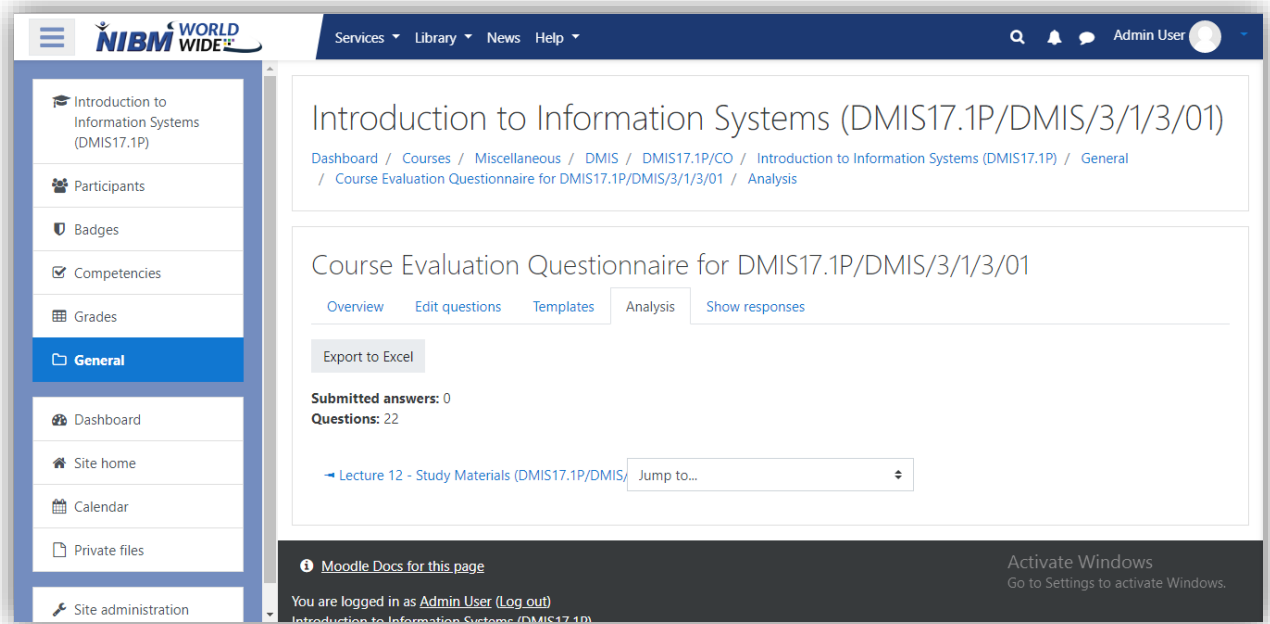 NIBM WORLD WIDE
Services Library News Help Admin User
Introduction to
Information Systems
(DMIS17.1P)
Participants
Badges
Competencies
Grades
General
Dashboard
Site home
Calendar
Private files
Site administration
Introduction to Information Systems (DMIS17.1P/DMIS/3/1/3/01)
Dashboard / Courses / Miscellaneous / DMIS / DMIS17.1P/CO / Introduction to Information Systems (DMIS17.1P) / General
/ Course Evaluation Questionnaire for DMIS17.1P/DMIS/3/1/3/01 / Analysis
Course Evaluation Questionnaire for DMIS17.1P/DMIS/3/1/3/01
Overview Edit questions Templates Analysis Show responses
Export to Excel
Submitted answers: 0
Questions: 22
◄ Lecture 12 - Study Materials (DMIS17.1P/DMIS/ Jump to...
Moodle Docs for this page
You are logged in as Admin User (Log out)
Introduction to Information Systems (DMIS17.1P)
Activate Windows
Go to Settings to activate Windows.